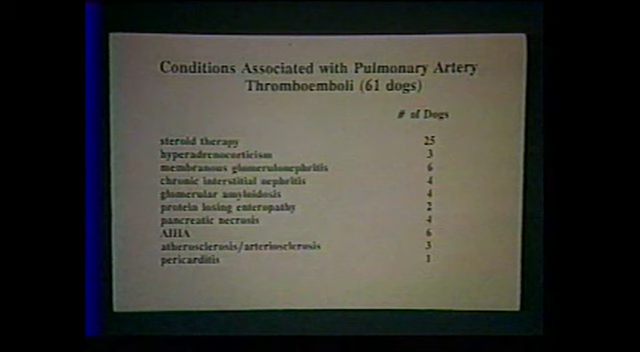 Conditions Associated with Pulmonary Artery
Thromboemboli (61 dogs)
# of Dogs
steroid therapy 25
hyperadrenocorticism 3
membranous glomerulonephritis 6
chronic interstitial nephritis 4
glomerular amyloidosis 4
protein losing enteropathy 2
pancreatic necrosis 4
AIHA 6
atherosclerosis/arteriosclerosis 3
pericarditis 1